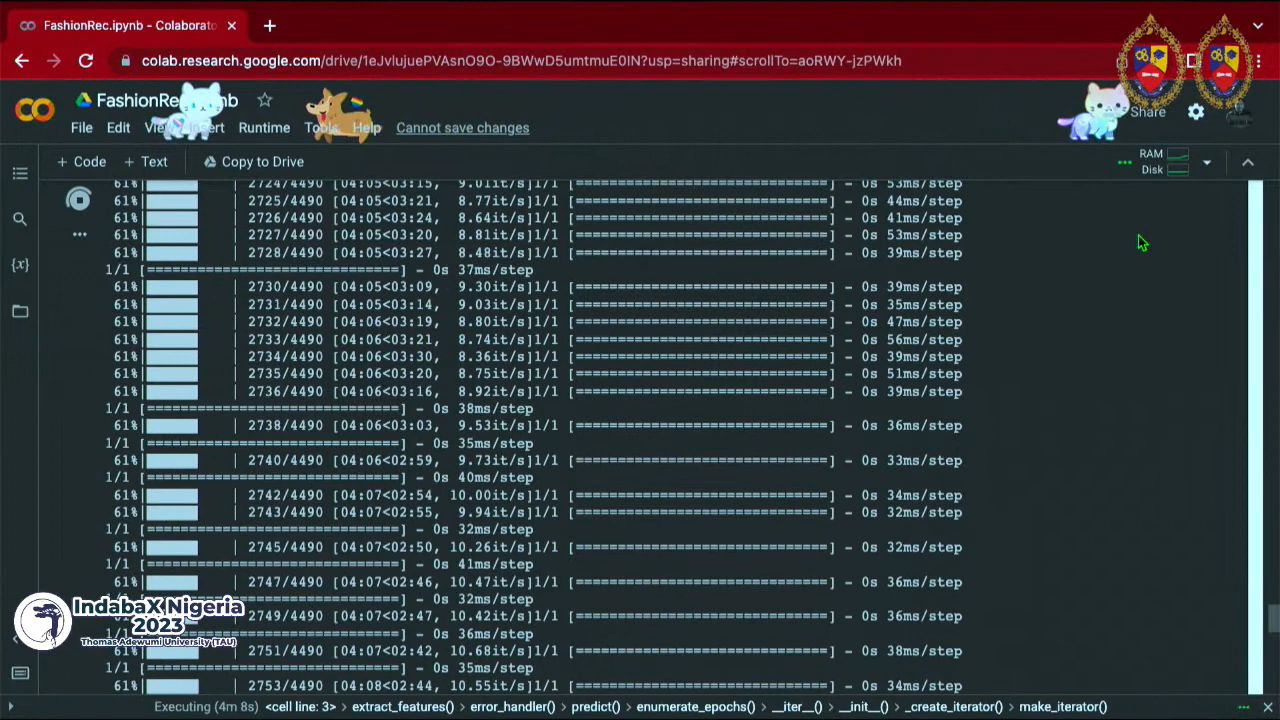 FashionRec.ipynb - Colaborato
colab.research.google.com/drive/1eJvlujuePVAsnO9O-9BWwD5umtmuE0IN?usp=sharing#scrollTo=aoRWY-jzPWkh
File Edit Insert Runtime Tools Help Cannot save changes
Share
+ Code + Text Copy to Drive
RAM
Disk
61% 2724/4490 [04:05<03:15, 9.01it/s]1/1 [==============================] - 0s 53ms/step
61% 2725/4490 [04:05<03:21, 8.77it/s]1/1 [==============================] - 0s 44ms/step
61% 2726/4490 [04:05<03:24, 8.64it/s]1/1 [==============================] - 0s 41ms/step
61% 2727/4490 [04:05<03:20, 8.81it/s]1/1 [==============================] - 0s 53ms/step
61% 2728/4490 [04:05<03:27, 8.48it/s]1/1 [==============================] - 0s 39ms/step
1/1 [==============================] - 0s 37ms/step
61% 2730/4490 [04:05<03:09, 9.30it/s]1/1 [==============================] - 0s 39ms/step
61% 2731/4490 [04:06<03:14, 9.03it/s]1/1 [==============================] - 0s 35ms/step
61% 2732/4490 [04:06<03:19, 8.80it/s]1/1 [==============================] - 0s 47ms/step
61% 2733/4490 [04:06<03:21, 8.74it/s]1/1 [==============================] - 0s 56ms/step
61% 2734/4490 [04:06<03:30, 8.36it/s]1/1 [==============================] - 0s 39ms/step
61% 2735/4490 [04:06<03:20, 8.75it/s]1/1 [==============================] - 0s 51ms/step
61% 2736/4490 [04:06<03:16, 8.92it/s]1/1 [==============================] - 0s 39ms/step
1/1 [==============================] - 0s 38ms/step
61% 2738/4490 [04:06<03:03, 9.53it/s]1/1 [==============================] - 0s 36ms/step
1/1 [==============================] - 0s 35ms/step
61% 2740/4490 [04:06<02:59, 9.73it/s]1/1 [==============================] - 0s 33ms/step
1/1 [==============================] - 0s 40ms/step
61% 2742/4490 [04:07<02:54, 10.00it/s]1/1 [==============================] - 0s 34ms/step
61% 2743/4490 [04:07<02:55, 9.94it/s]1/1 [==============================] - 0s 32ms/step
1/1 [==============================] - 0s 32ms/step
61% 2745/4490 [04:07<02:50, 10.26it/s]1/1 [==============================] - 0s 32ms/step
1/1 [==============================] - 0s 41ms/step
61% 2747/4490 [04:07<02:46, 10.47it/s]1/1 [==============================] - 0s 36ms/step
[==============================] - 0s 32ms/step
2749/4490 [04:07<02:47, 10.42it/s]1/1 [==============================] - 0s 36ms/step
[==============================] - 0s 36ms/step
2751/4490 [04:07<02:42, 10.68it/s]1/1 [==============================] - 0s 38ms/step
1/1 [==============================] - 0s 35ms/step
61% 2753/4490 [04:08<02:44, 10.55it/s]1/1 [==============================] - 0s 34ms/step
IndabaX Nigeria
2023
Thomas Adewumi University (TAU)
Executing (4m 8s) <cell line: 3> extract_features() error_handler() predict() enumerate_epochs() __iter__() __init__() _create_iterator() make_iterator()